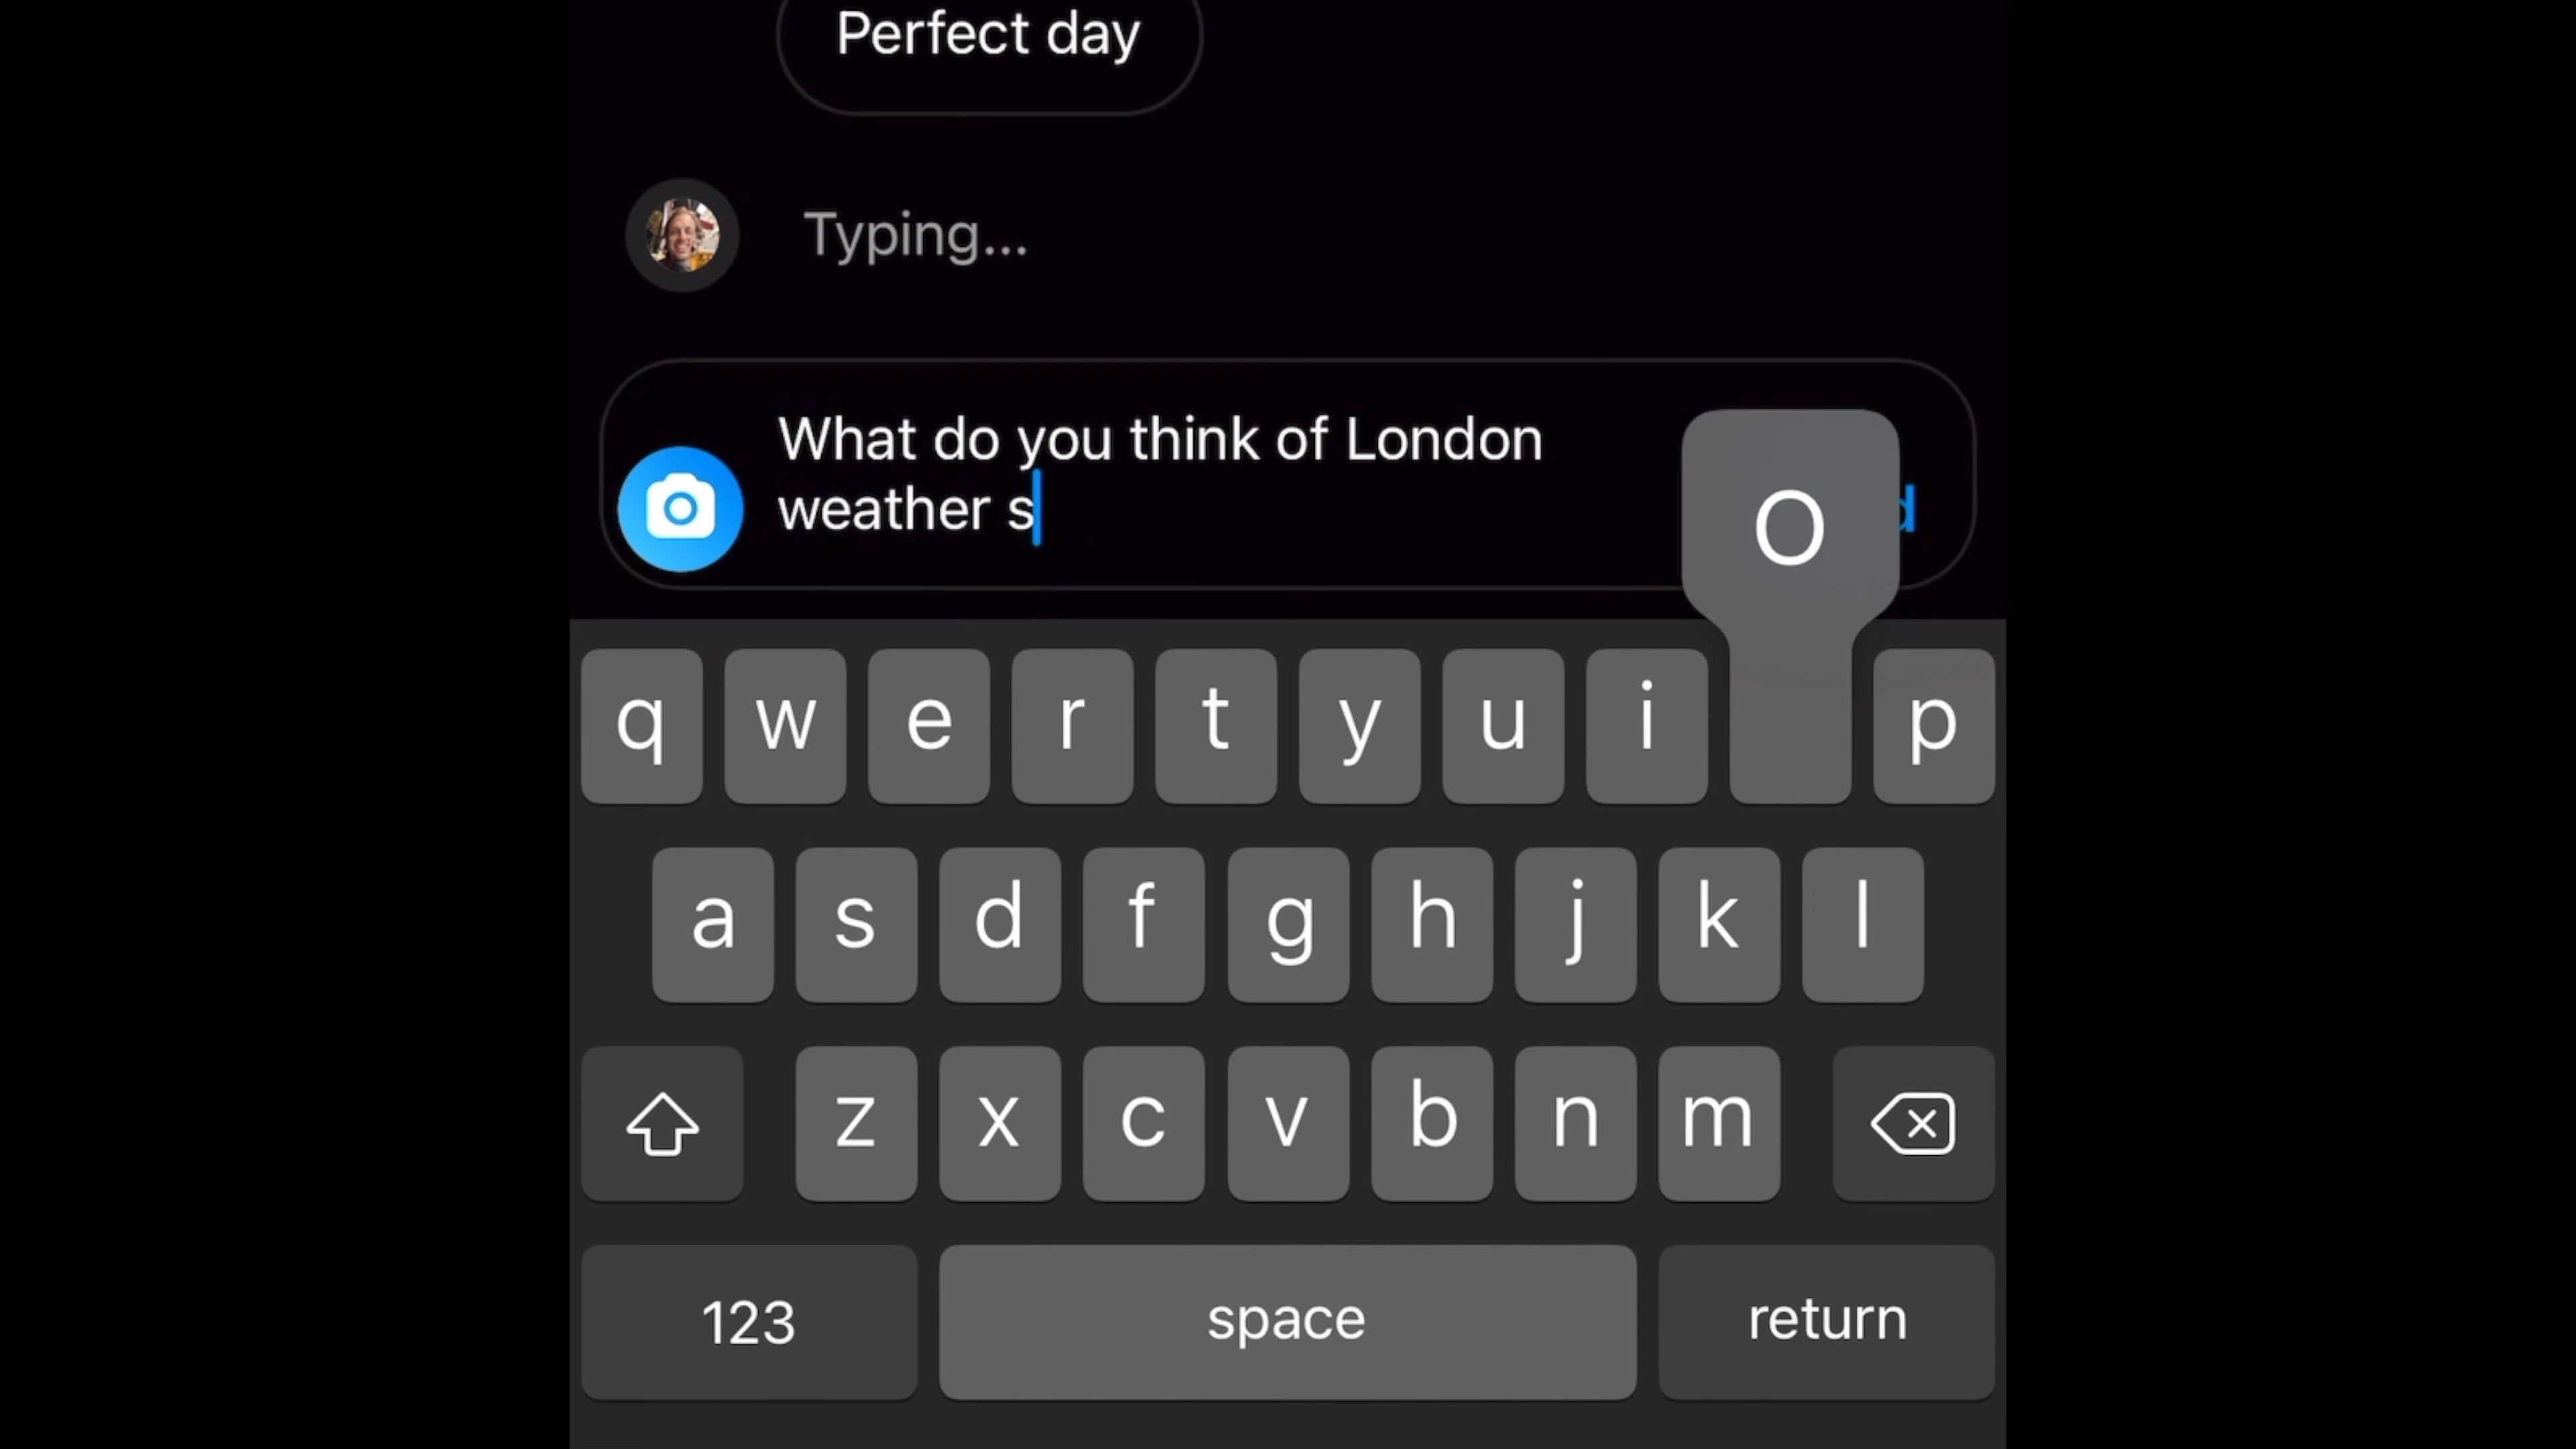 Perfect day
Typing...
What do you think of London
weather s
o
q w e r t y u i p
a s d f g h j k l
z x c v b n m
123 space return